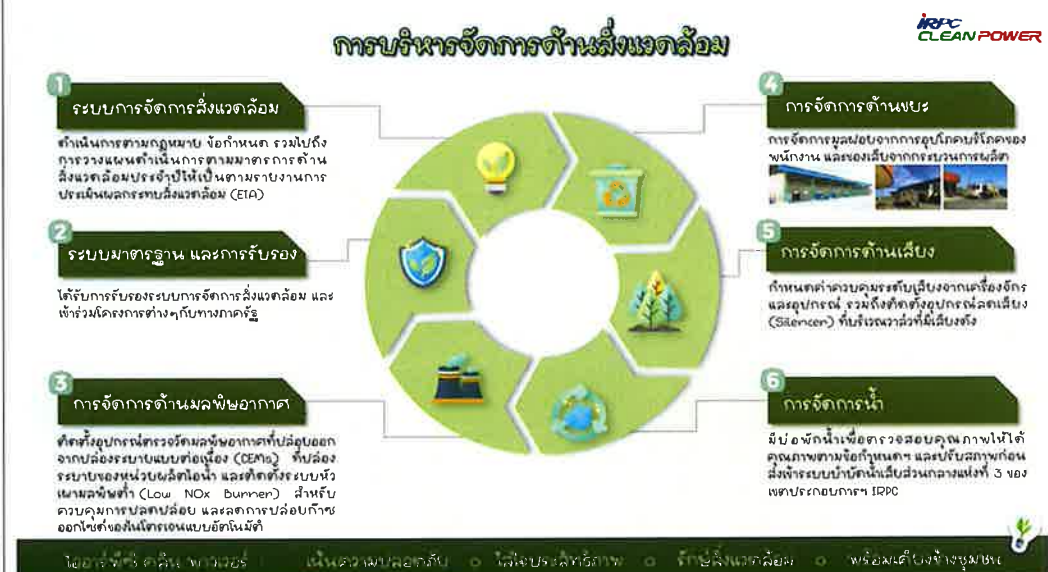 iRPC
CLEAN POWER
การบริหารจัดการด้านสิ่งแวดล้อม
1
ระบบการจัดการสิ่งแวดล้อม
ดำเนินการตามกฎหมาย ข้อกำหนด รวมไปถึง
การวางแผนดำเนินการตามมาตรการด้าน
สิ่งแวดล้อมประจำปีให้เป็นตามรายงานการ
ประเมินผลกระทบสิ่งแวดล้อม (EIA)
2
ระบบมาตรฐาน และการรับรอง
ได้รับการรับรองระบบการจัดการสิ่งแวดล้อม และ
เข้าร่วมโครงการต่างๆกับทางภาครัฐ
3
การจัดการด้านมลพิษอากาศ
ติดตั้งอุปกรณ์ตรวจวัดมลพิษอากาศที่ปล่อยออก
จากปล่องระบายแบบต่อเนื่อง (CEMs) ที่ปล่อง
ระบายของหน่วยผลิตไอน้ำ และติดตั้งระบบหัว
เผามลพิษต่ำ (Low NOx Burner) สำหรับ
ควบคุมการปลดปล่อย และลดการปล่อยก๊าซ
ออกไซด์ของไนโตรเจนแบบอัตโนมัติ
4
การจัดการด้านขยะ
การจัดการมูลฝอยจากการอุปโภคบริโภคของ
พนักงาน และของเสียจากกระบวนการผลิต
5
การจัดการด้านเสียง
กำหนดค่าควบคุมระดับเสียงจากเครื่องจักร
และอุปกรณ์ รวมถึงติดตั้งอุปกรณ์ลดเสียง
(Silencer) ที่บริเวณวาล์วที่มีเสียงดัง
6
การจัดการน้ำ
มีบ่อพักน้ำเพื่อตรวจสอบคุณภาพให้ได้
คุณภาพตามข้อกำหนดฯ และปรับสภาพก่อน
ส่งเข้าระบบบำบัดน้ำเสียส่วนกลางแห่งที่ 3 ของ
เขตประกอบการฯ IRPC
ไออาร์พีซี คลีน พาวเวอร์ เน้นความปลอดภัย o ใส่ใจประสิทธิภาพ o รักษ์สิ่งแวดล้อม o พร้อมเคียงข้างชุมชน